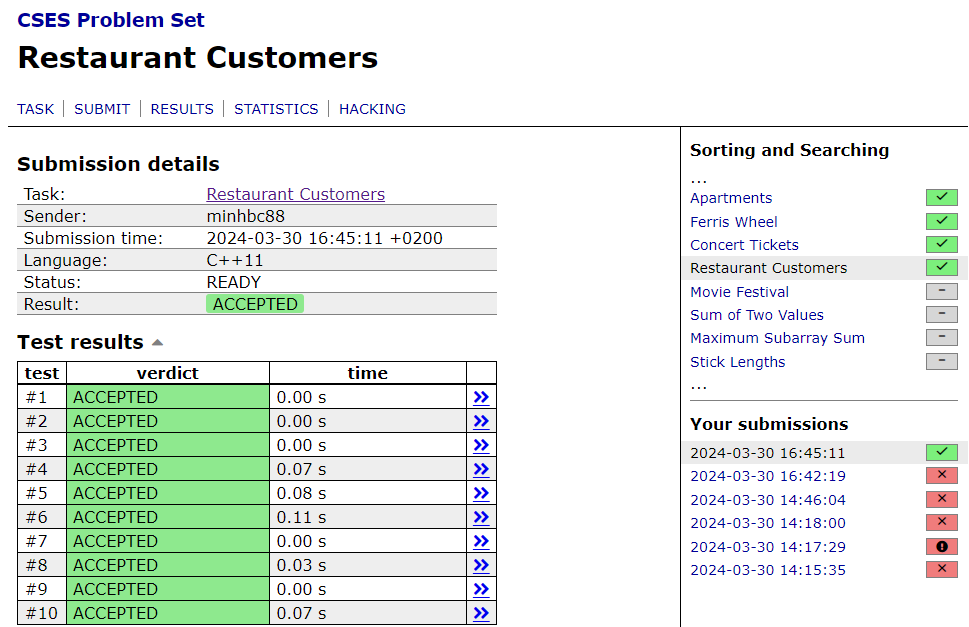 CSES Problem Set
Restaurant Customers
TASK | SUBMIT | RESULTS | STATISTICS | HACKING
Submission details
Task: Restaurant Customers
Sender: minhbc88
Submission time: 2024-03-30 16:45:11 +0200
Language: C++11
Status: READY
Result: ACCEPTED
Test results
test verdict time
#1 ACCEPTED 0.00 s »
#2 ACCEPTED 0.00 s »
#3 ACCEPTED 0.00 s »
#4 ACCEPTED 0.07 s »
#5 ACCEPTED 0.08 s »
#6 ACCEPTED 0.11 s »
#7 ACCEPTED 0.00 s »
#8 ACCEPTED 0.03 s »
#9 ACCEPTED 0.00 s »
#10 ACCEPTED 0.07 s »
Sorting and Searching
...
Apartments
Ferris Wheel
Concert Tickets
Restaurant Customers
Movie Festival -
Sum of Two Values -
Maximum Subarray Sum -
Stick Lengths -
...
Your submissions
2024-03-30 16:45:11
2024-03-30 16:42:19
2024-03-30 14:46:04
2024-03-30 14:18:00
2024-03-30 14:17:29
2024-03-30 14:15:35